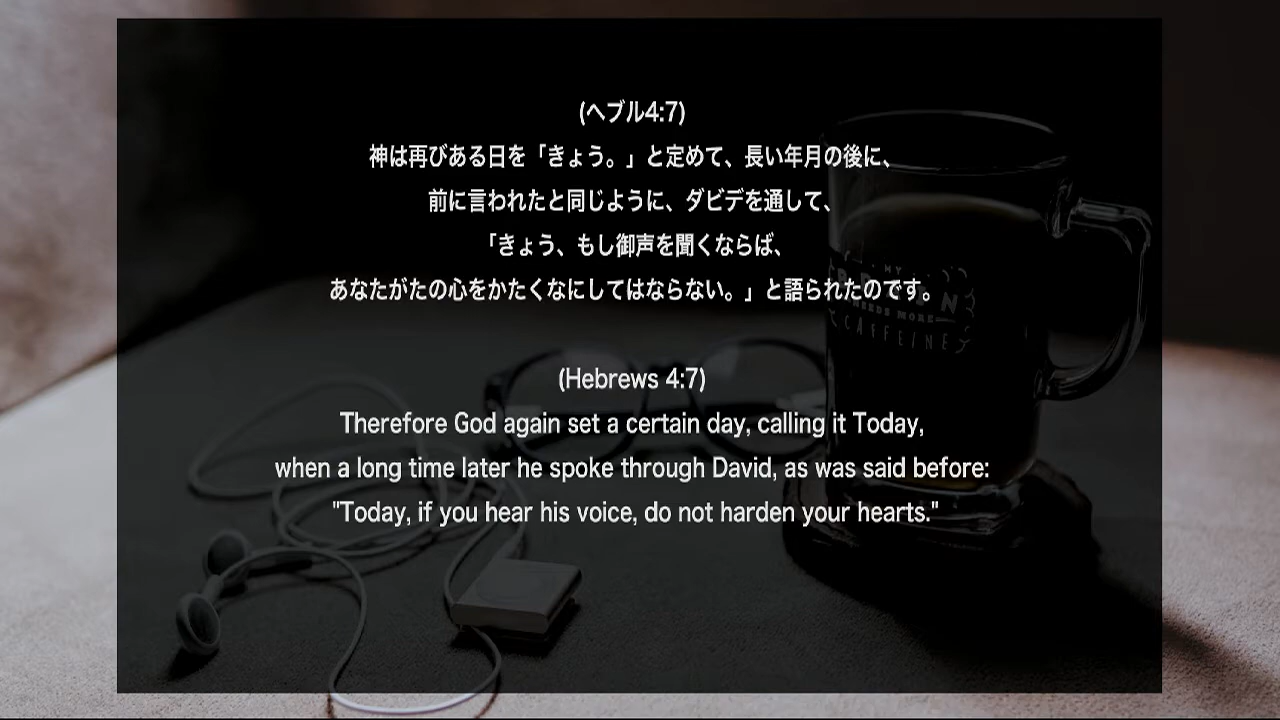 (ヘブル4:7)
神は再びある日を「きょう。」と定めて、長い年月の後に、
前に言われたと同じように、ダビデを通して、
「きょう、もし御声を聞くならば、
あなたがたの心をかたくなにしてはならない。」と語られたのです。
(Hebrews 4:7)
Therefore God again set a certain day, calling it Today,
when a long time later he spoke through David, as was said before:
"Today, if you hear his voice, do not harden your hearts."
MY
NEEDS MORE
CAFFEINE